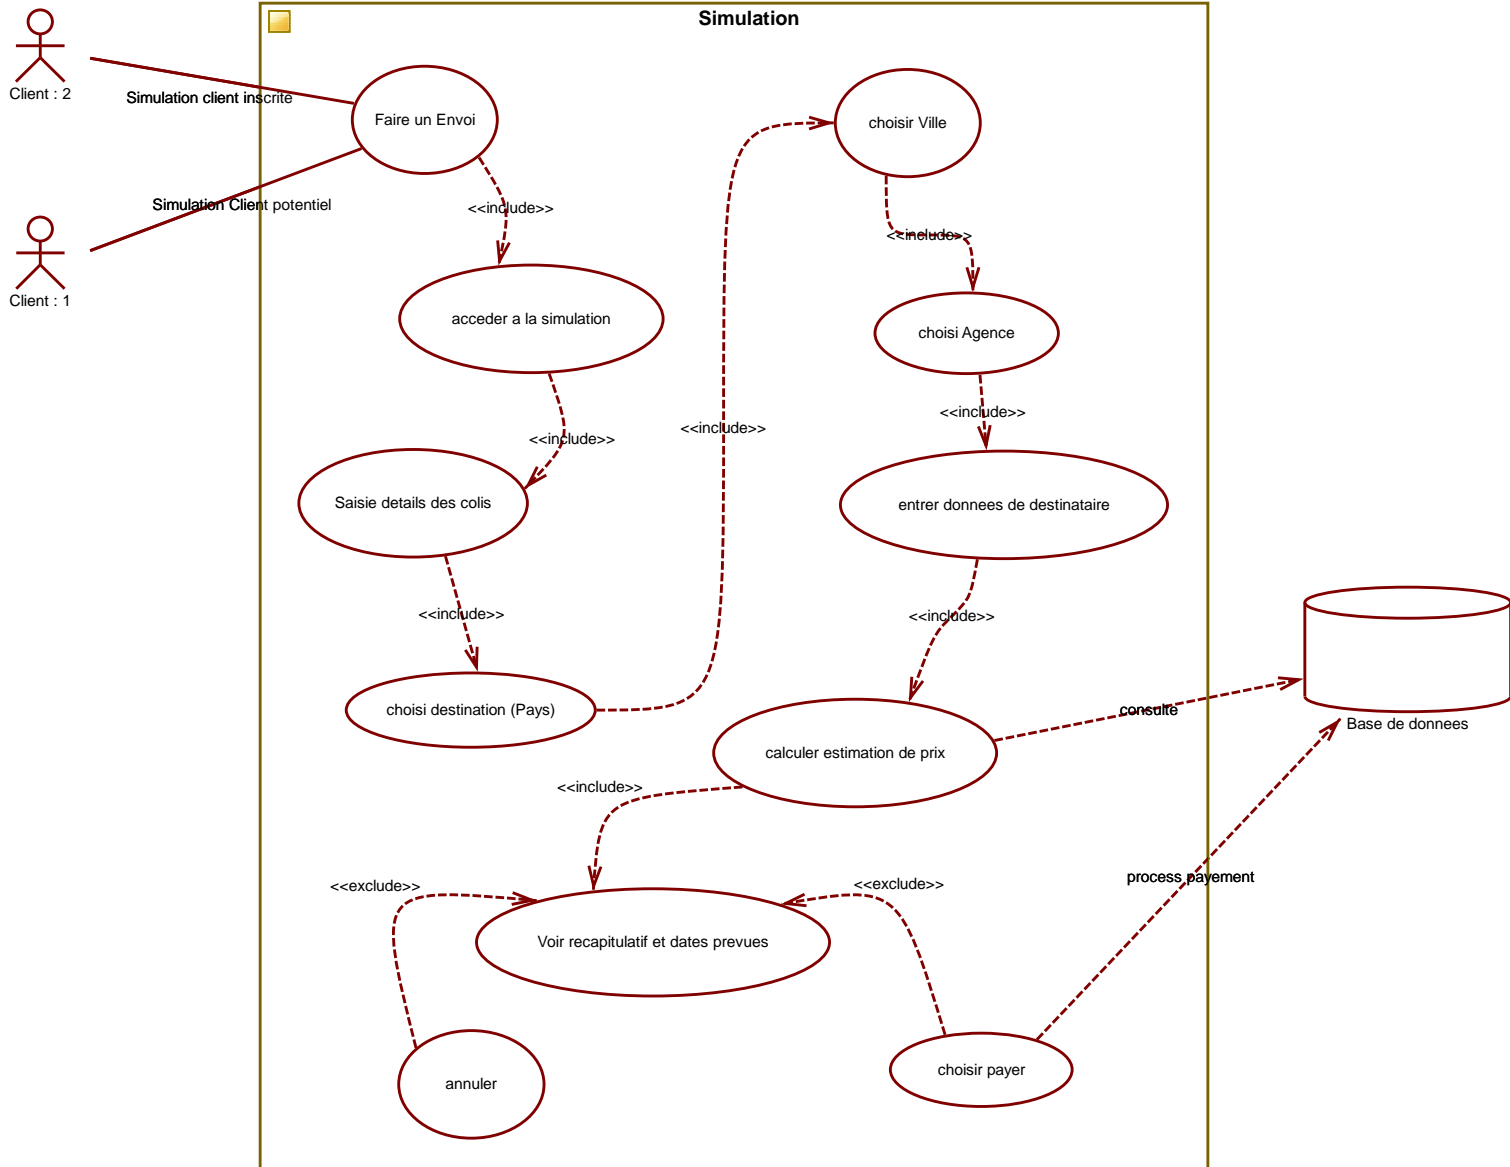 Simulation
Client : 2
Simulation client inscrite
Faire un Envoi
choisir Ville
Simulation Client potentiel
<<include>>
<<include>>
Client : 1
acceder a la simulation
choisi Agence
<<include>>
<<include>>
<<include>>
Saisie details des colis
entrer donnees de destinataire
<<include>>
<<include>>
choisi destination (Pays)
consulte
Base de donnees
calculer estimation de prix
<<include>>
<<exclude>>
<<exclude>>
process payement
Voir recapitulatif et dates prevues
choisir payer
annuler